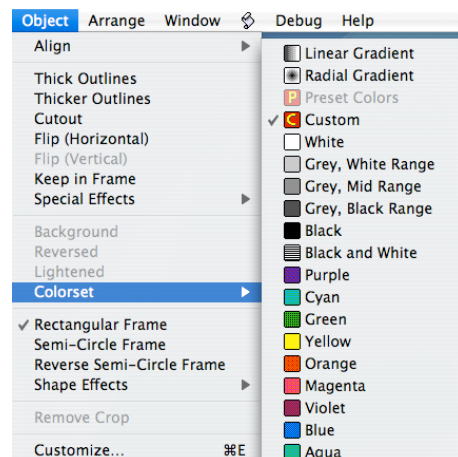 Object Arrange Window Debug Help
Align
Thick Outlines
Thicker Outlines
Cutout
Flip (Horizontal)
Flip (Vertical)
Keep in Frame
Special Effects
Background
Reversed
Lightened
Colorset
Rectangular Frame
Semi-Circle Frame
Reverse Semi-Circle Frame
Shape Effects
Remove Crop
Customize... ⌘E
Linear Gradient
Radial Gradient
P Preset Colors
C Custom
White
Grey, White Range
Grey, Mid Range
Grey, Black Range
Black
Black and White
Purple
Cyan
Green
Yellow
Orange
Magenta
Violet
Blue
Aqua